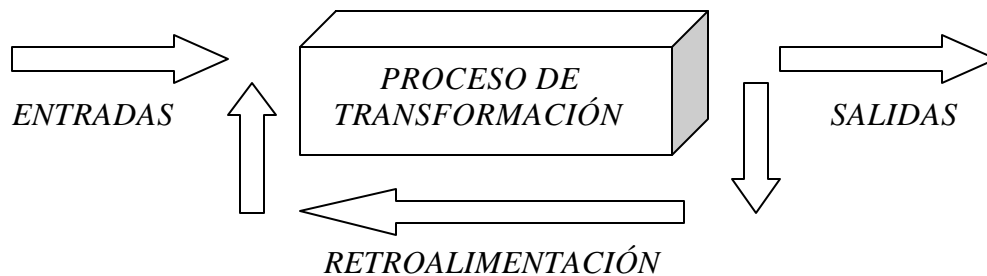 PROCESO DE
TRANSFORMACIÓN
ENTRADAS
SALIDAS
RETROALIMENTACIÓN